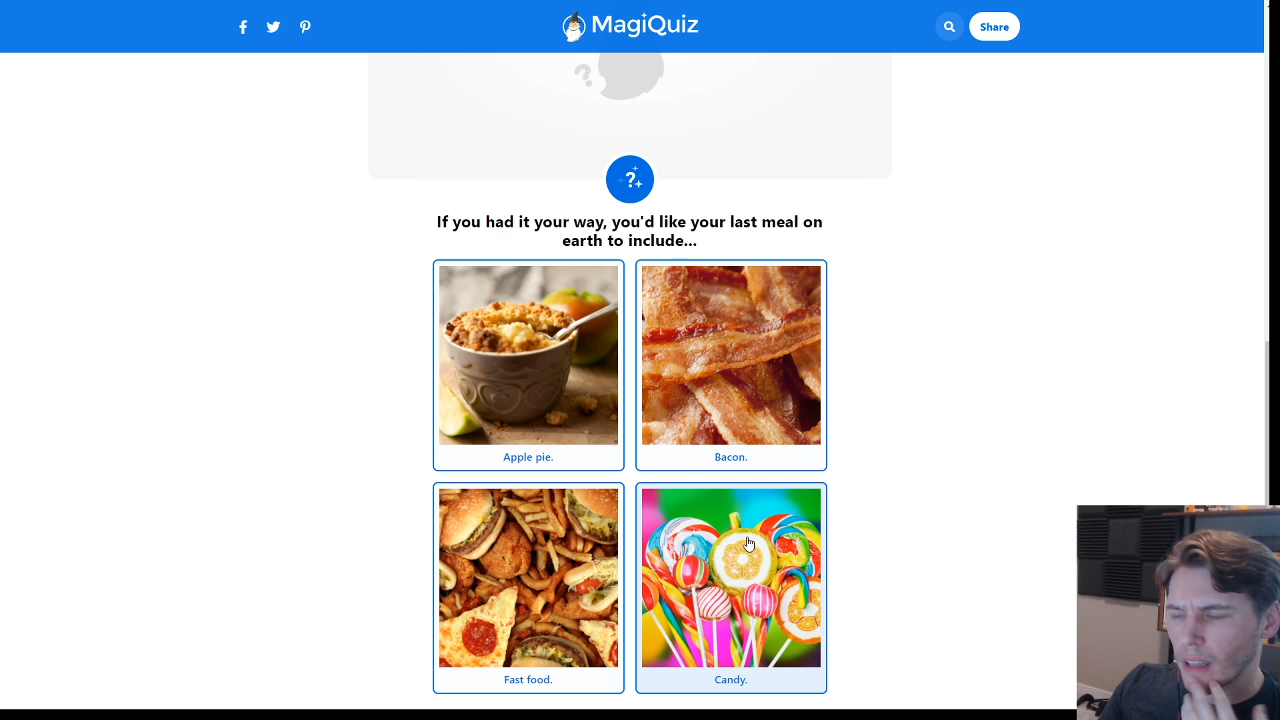 MagiQuiz
Share
If you had it your way, you'd like your last meal on
earth to include...
Apple pie.
Bacon.
Fast food.
Candy.